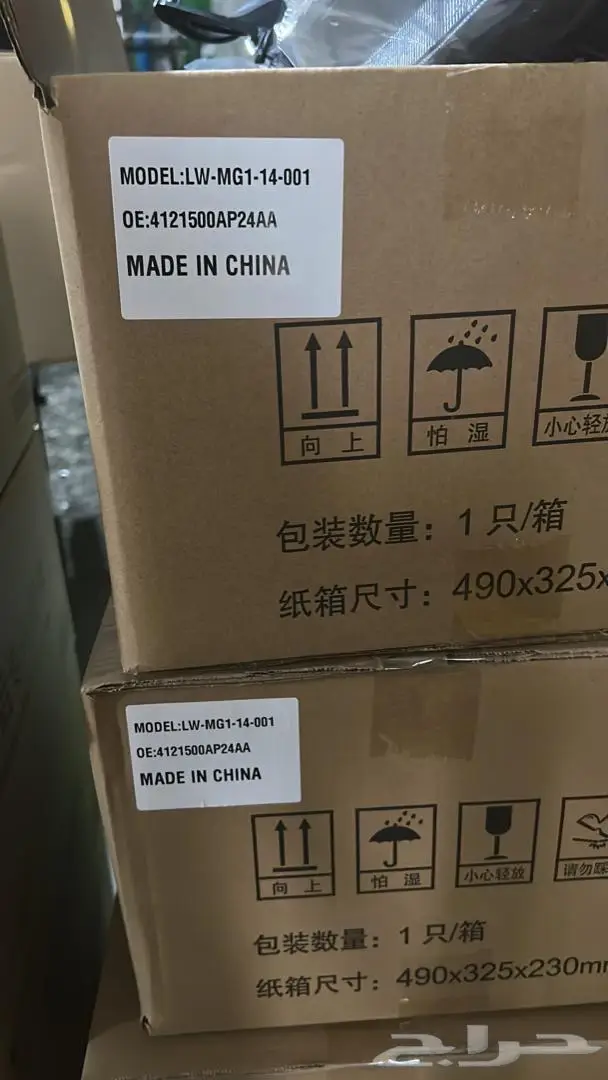 MODEL:LW-MG1-14-001
OE:4121500AP24AA
MADE IN CHINA
向上
怕湿
小心轻放
包装数量：1只/箱
纸箱尺寸：490x325x
MODEL:LW-MG1-14-001
OE:4121500AP24AA
MADE IN CHINA
向上
怕湿
小心轻放
请勿踩
包装数量：1只/箱
纸箱尺寸：490x325x230mm
حراج